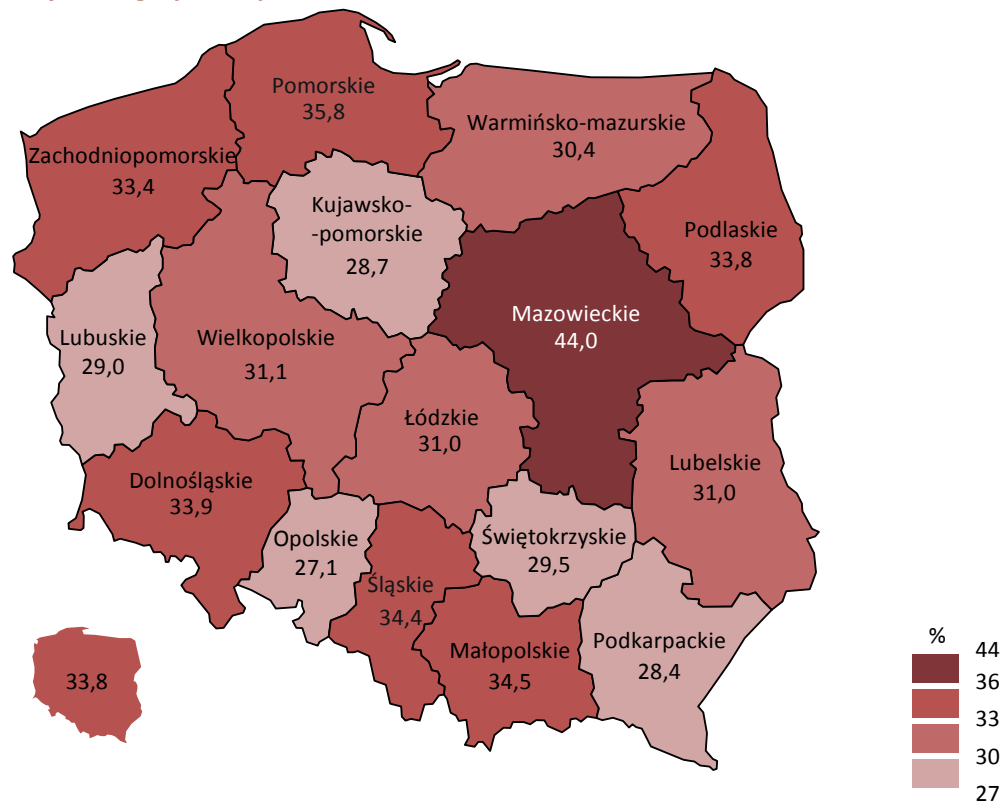 Pomorskie
35,8
Warmińsko-mazurskie
30,4
Zachodniopomorskie
33,4
Kujawsko-
-pomorskie
28,7
Podlaskie
33,8
Mazowieckie
44,0
Lubuskie
29,0
Wielkopolskie
31,1
Łódzkie
31,0
Lubelskie
31,0
Dolnośląskie
33,9
Opolskie
27,1
Świętokrzyskie
29,5
Śląskie
34,4
Małopolskie
34,5
Podkarpackie
28,4
33,8
%
44
36
33
30
27